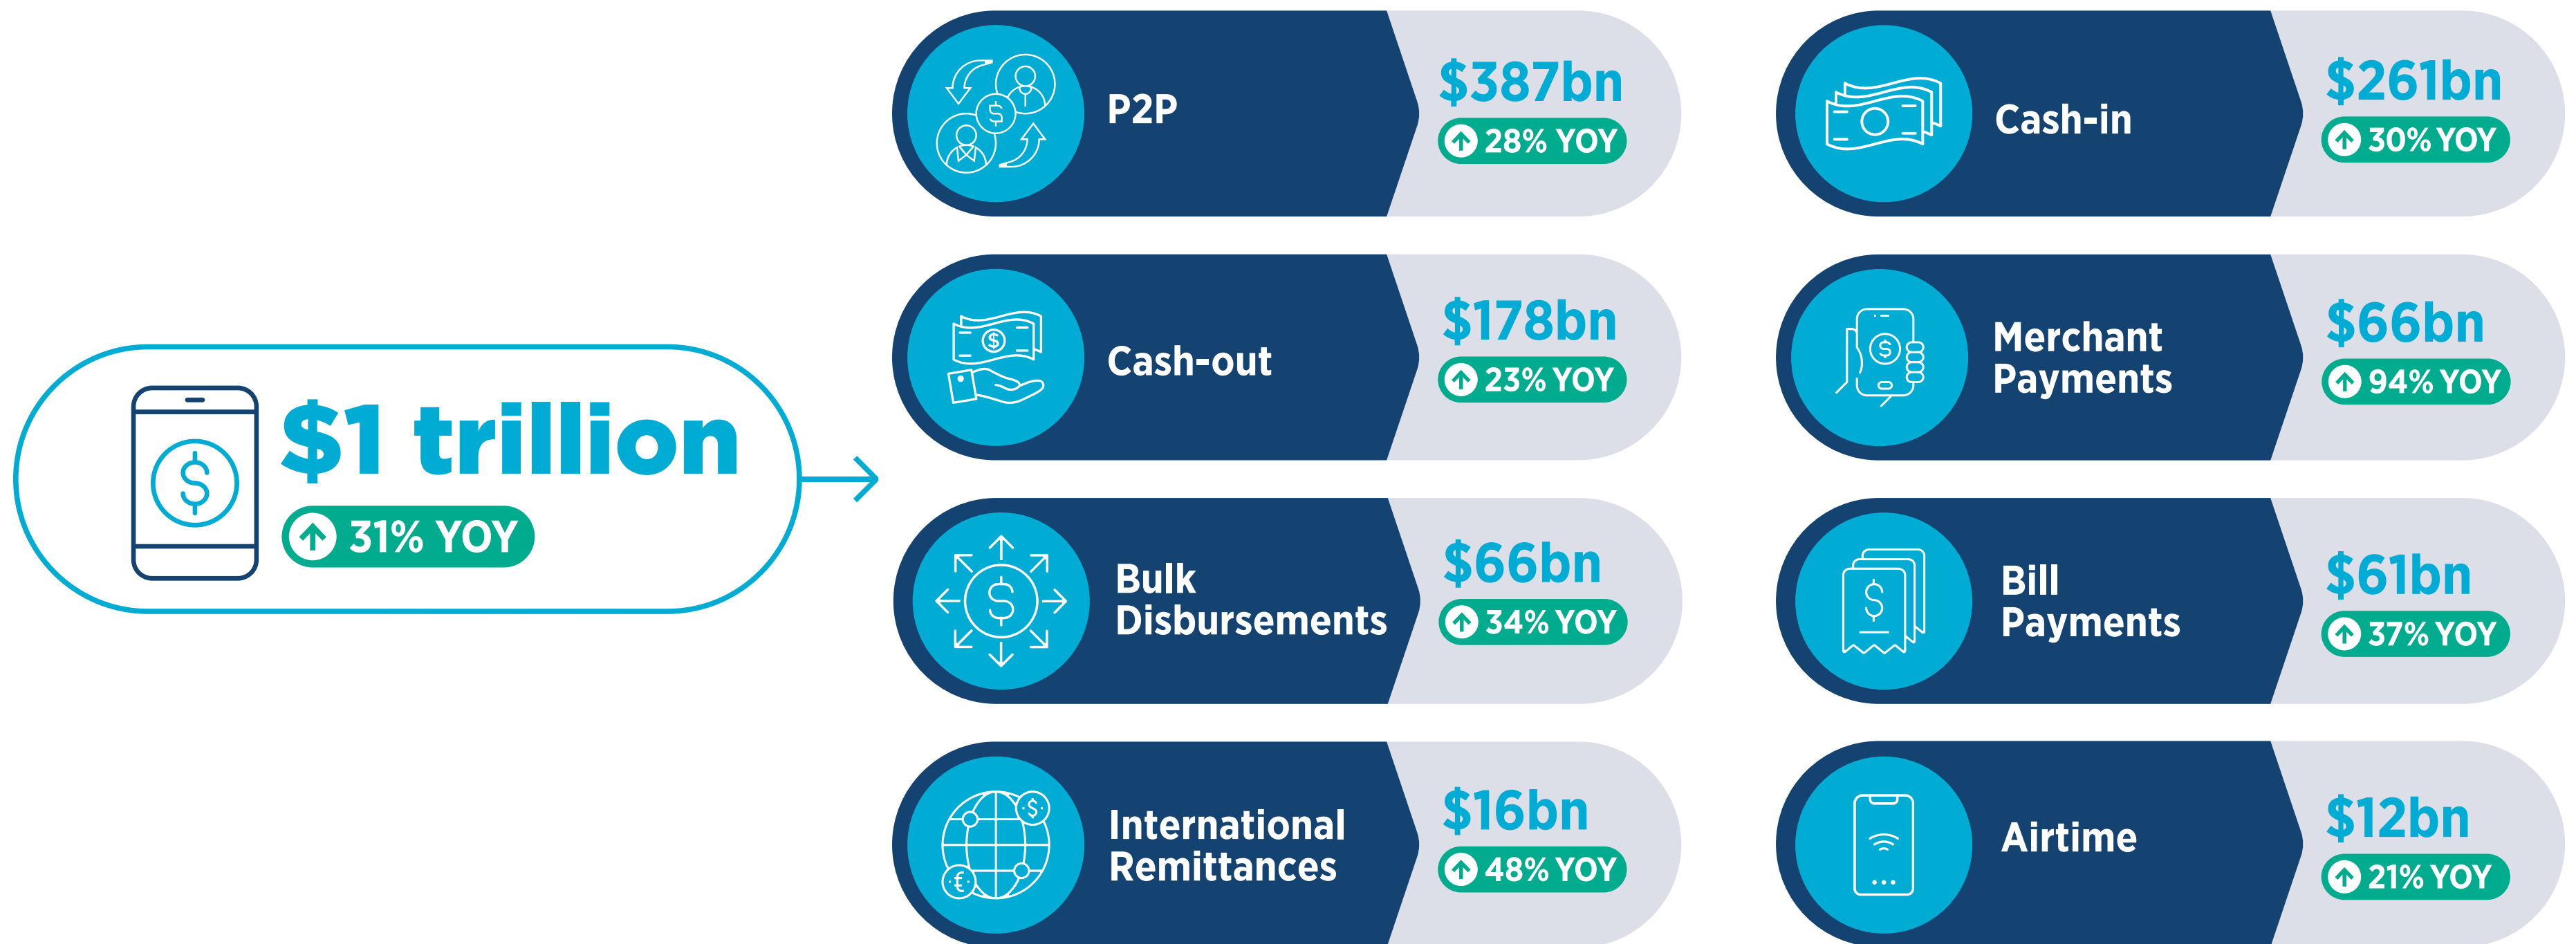 $1 trillion
31% YOY
P2P
$387bn
28% YOY
Cash-in
$261bn
30% YOY
Cash-out
$178bn
23% YOY
Merchant
Payments
$66bn
94% YOY
Bulk
Disbursements
$66bn
34% YOY
Bill
Payments
$61bn
37% YOY
International
Remittances
$16bn
48% YOY
Airtime
$12bn
21% YOY